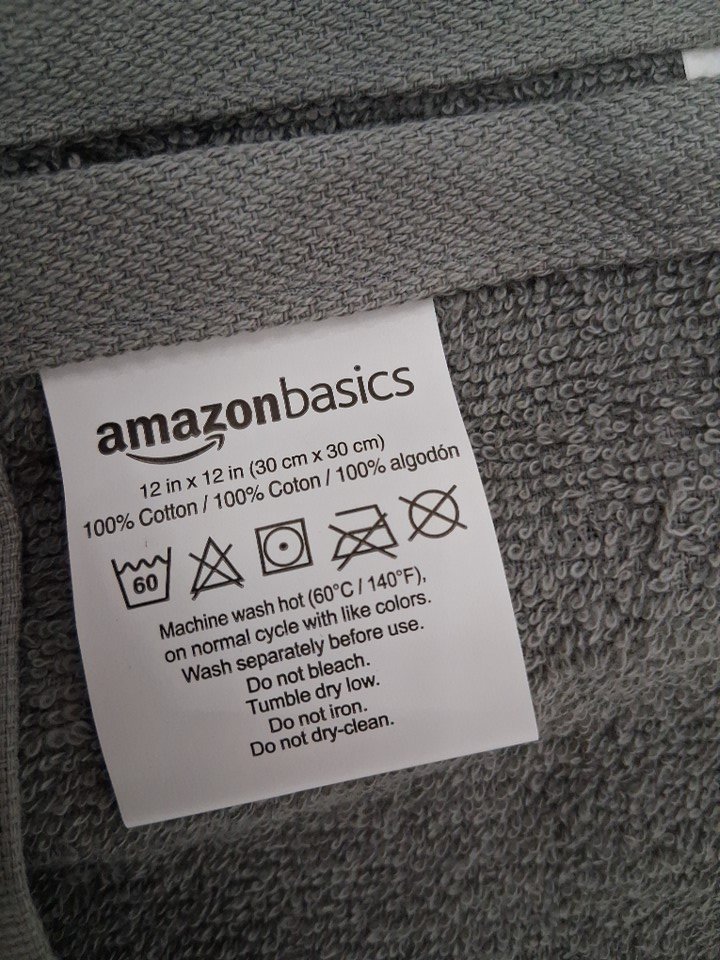 amazonbasics
12 in x 12 in (30 cm x 30 cm)
100% Cotton / 100% Coton / 100% algodón
60
Machine wash hot (60°C / 140°F),
on normal cycle with like colors.
Wash separately before use.
Do not bleach.
Tumble dry low.
Do not iron.
Do not dry-clean.